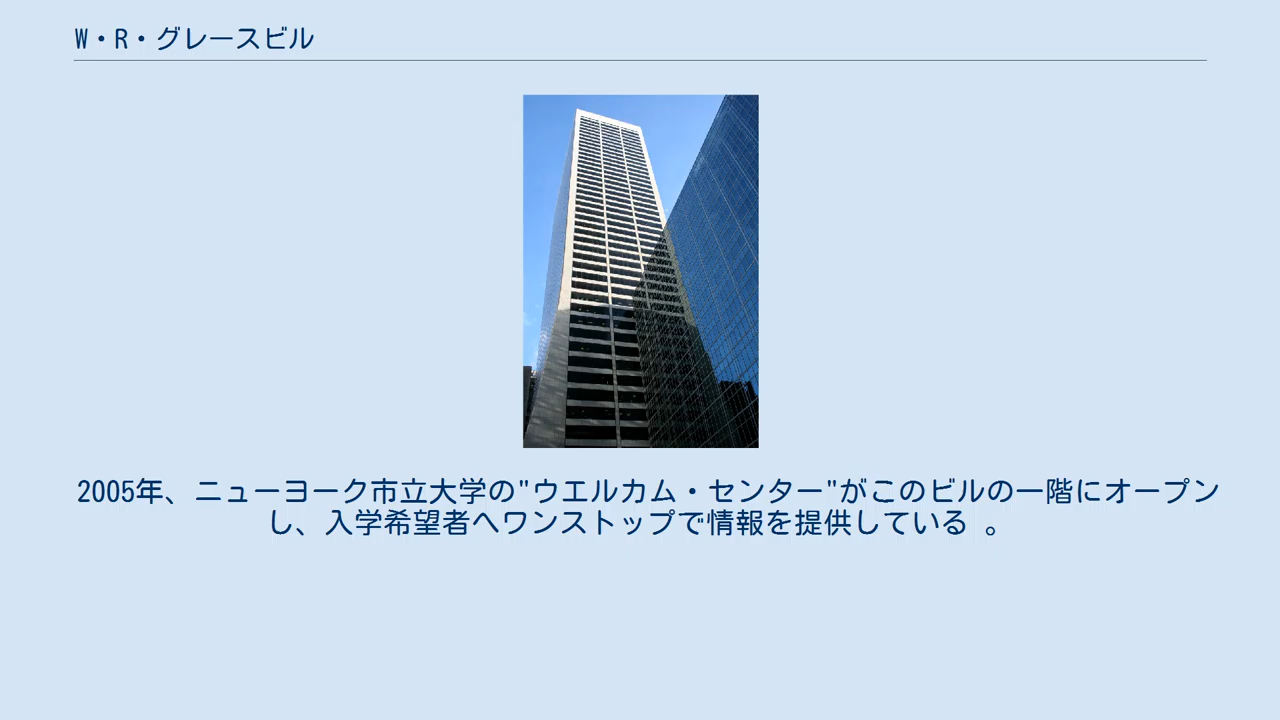 W・R・グレースビル
2005年、ニューヨーク市立大学の"ウエルカム・センター"がこのビルの一階にオープン
し、入学希望者へワンストップで情報を提供している 。